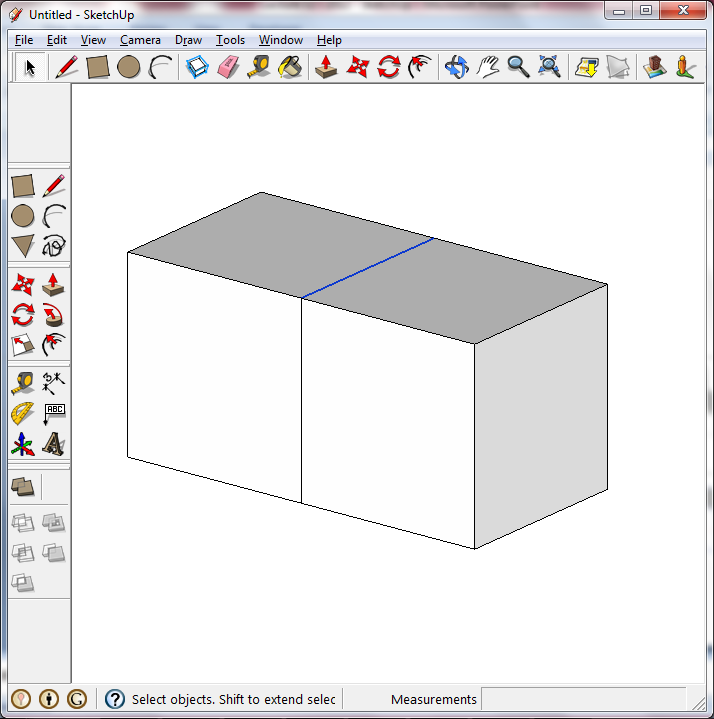 Untitled - SketchUp
File Edit View Camera Draw Tools Window Help
ABC
A
G
? Select objects. Shift to extend selec
Measurements